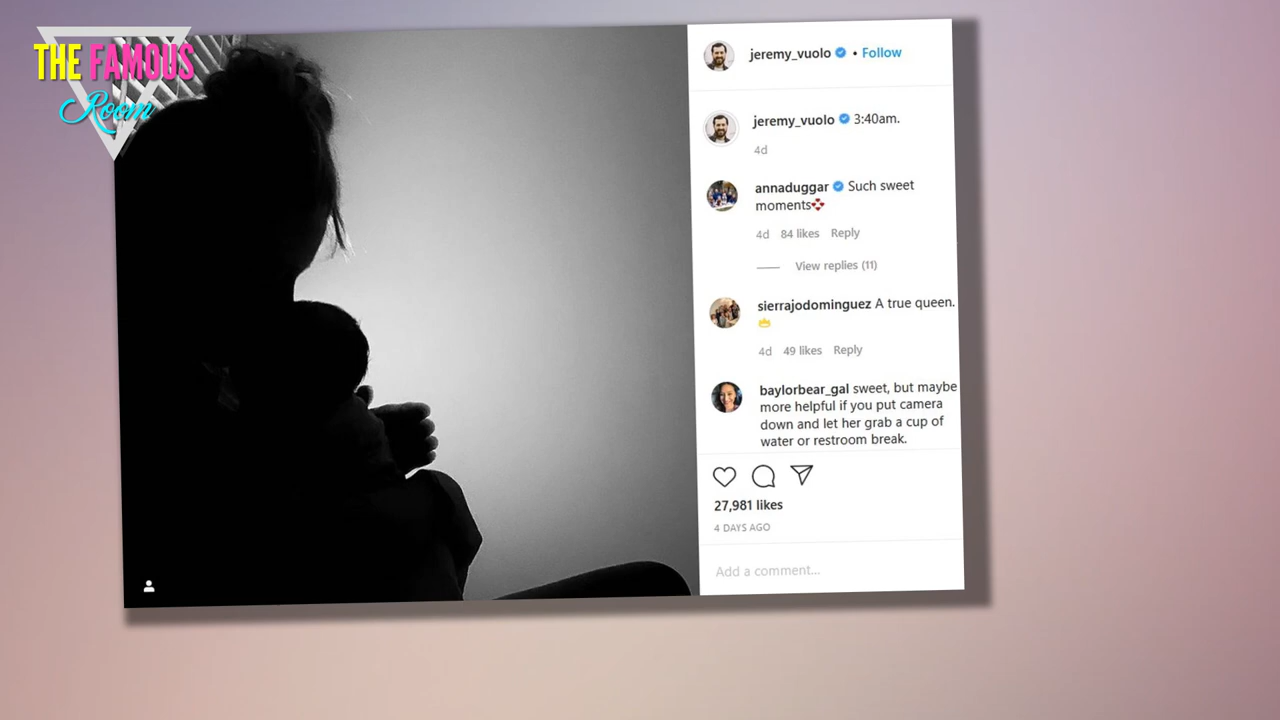 THE FAMOUS
Room
jeremy_vuolo • Follow
jeremy_vuolo 3:40am.
4d
annaduggar Such sweet
moments
4d 84 likes Reply
View replies (11)
sierrajodominguez A true queen.
4d 49 likes Reply
baylorbear_gal sweet, but maybe
more helpful if you put camera
down and let her grab a cup of
water or restroom break.
27,981 likes
4 DAYS AGO
Add a comment...